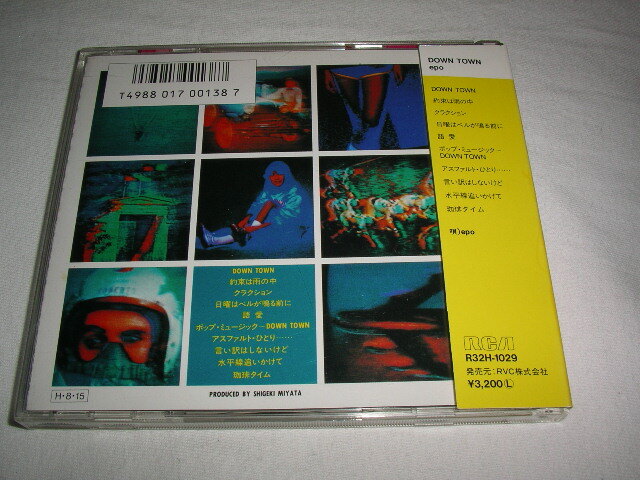 T4988 017 00138 7
DOWN TOWN
約束は雨の中
クラクション
日曜はベルが鳴る前に
語愛
ポップ・ミュージック〜DOWN TOWN
アスファルト・ひとり……
言い訳はしないけど
水平線追いかけて
珈琲タイム
H・8・15
PRODUCED BY SHIGEKI MIYATA
DOWN TOWN
epo
DOWN TOWN
約束は雨の中
クラクション
日曜はベルが鳴る前に
語愛
ポップ・ミュージック〜
DOWN TOWN
アスファルト・ひとり……
言い訳はしないけど
水平線追いかけて
珈琲タイム
唄)epo
RCA
R32H-1029
発売元:RVC株式会社
¥3,200Ⓛ